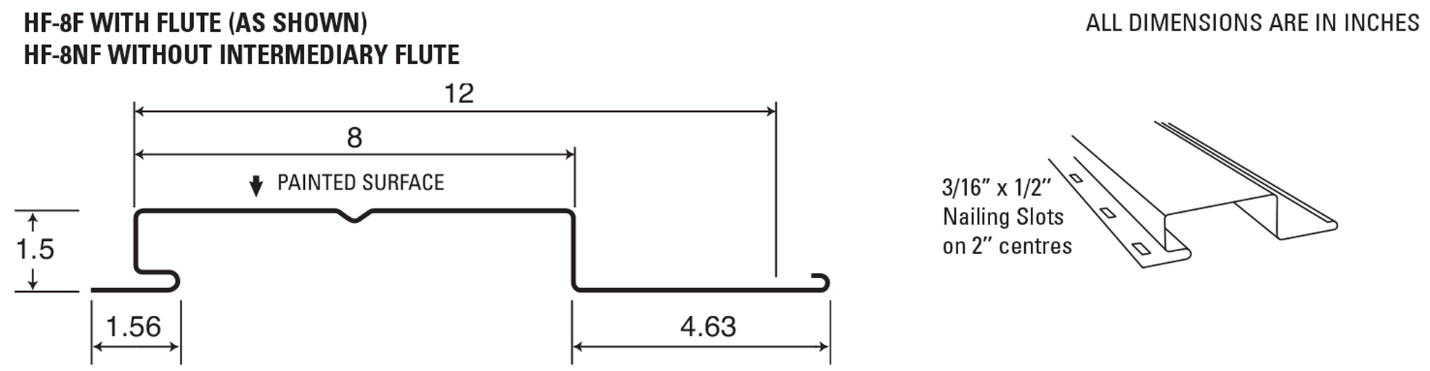 HF-8F WITH FLUTE (AS SHOWN)
HF-8NF WITHOUT INTERMEDIARY FLUTE
ALL DIMENSIONS ARE IN INCHES
12
8
PAINTED SURFACE
1.5
1.56
4.63
3/16” x 1/2”
Nailing Slots
on 2” centres